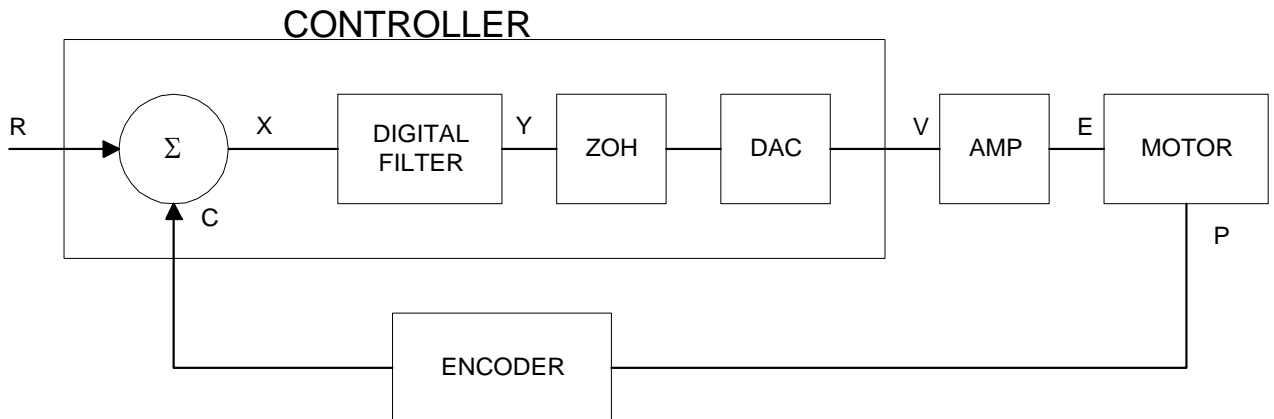 CONTROLLER
R
Σ
X
DIGITAL
FILTER
Y
ZOH
DAC
V
AMP
E
MOTOR
C
P
ENCODER